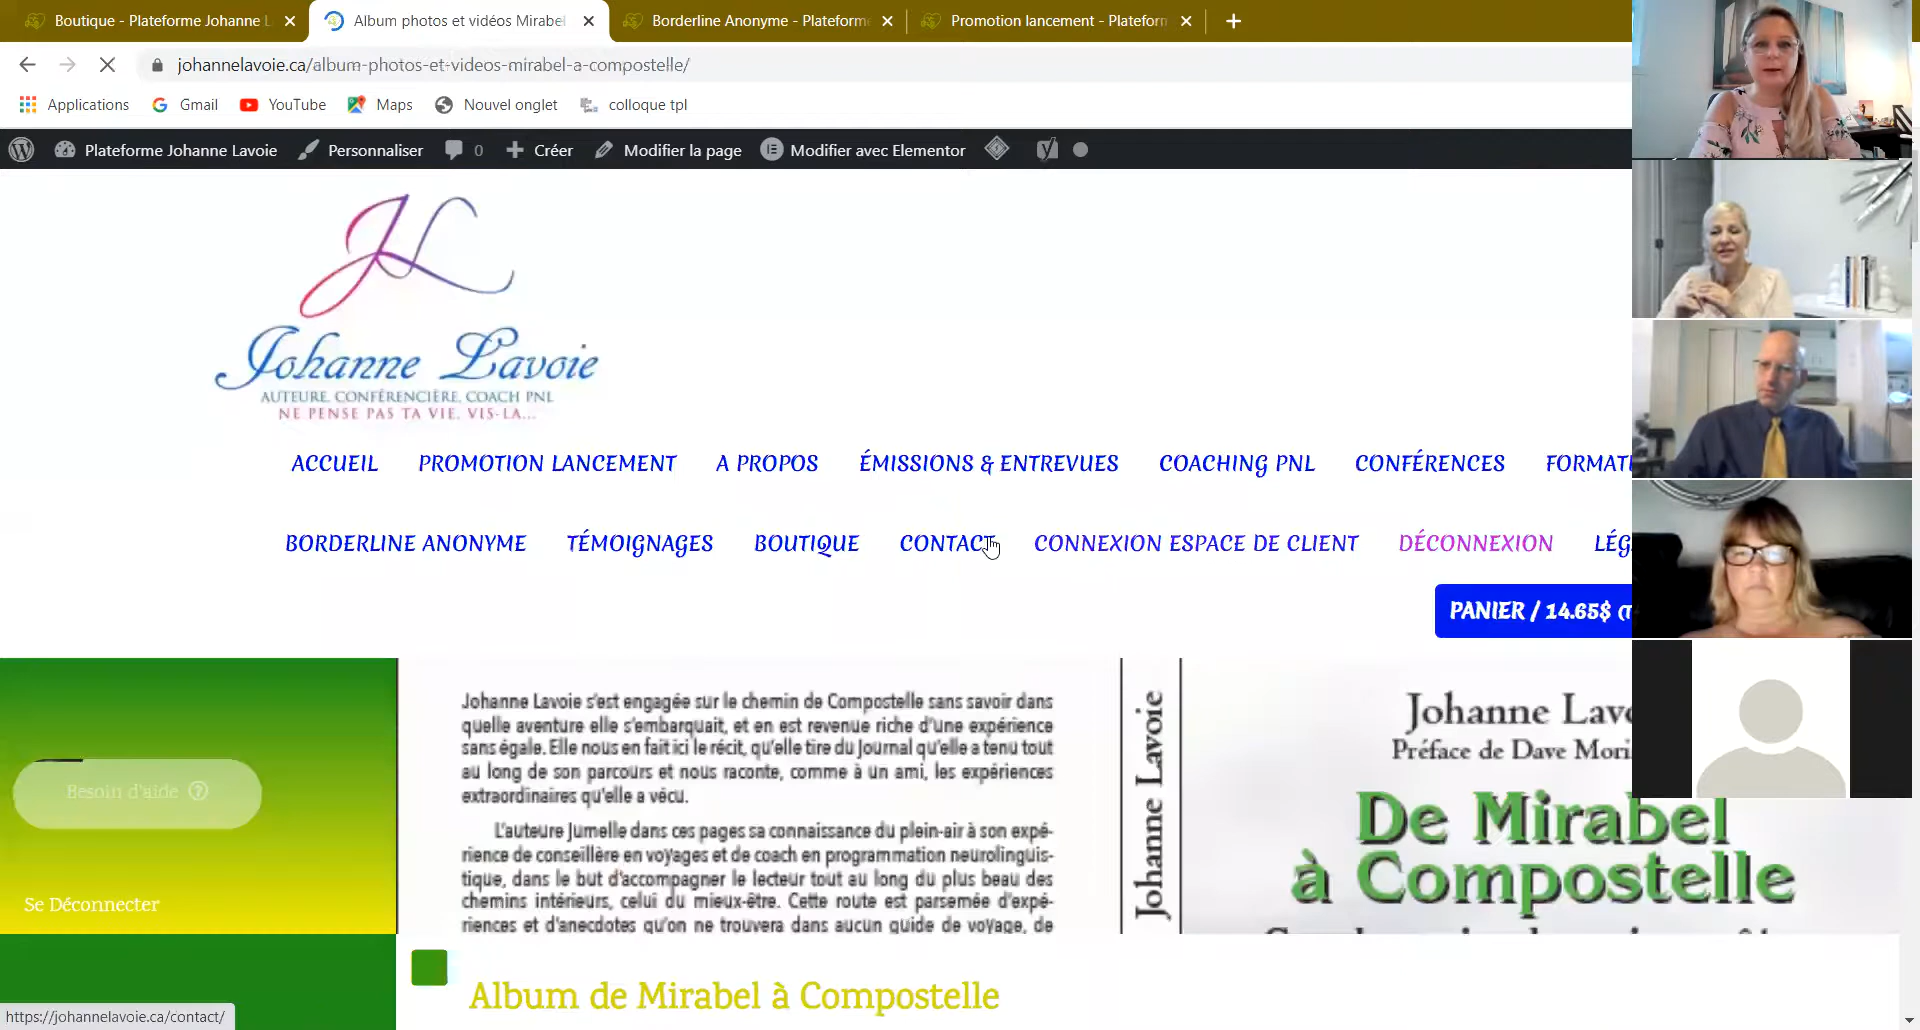 Boutique - Plateforme Johanne L
Album photos et vidéos Mirabel
Borderline Anonyme - Plateforme
Promotion lancement - Plateform
johannelavoie.ca/album-photos-et-videos-mirabel-a-compostelle/
Applications
Gmail
YouTube
Maps
Nouvel onglet
colloque tpl
Plateforme Johanne Lavoie
Personnaliser
0
Créer
Modifier la page
Modifier avec Elementor
JL
Johanne Lavoie
AUTEURE, CONFÉRENCIÈRE, COACH PNL
NE PENSE PAS TA VIE, VIS-LA...
ACCUEIL PROMOTION LANCEMENT A PROPOS ÉMISSIONS & ENTREVUES COACHING PNL CONFÉRENCES FORMATI
BORDERLINE ANONYME TÉMOIGNAGES BOUTIQUE CONTACT CONNEXION ESPACE DE CLIENT DÉCONNEXION LÉG
PANIER / 14.65$ (T
Besoin d'aide ?
Se Déconnecter
Johanne Lavoie s'est engagée sur le chemin de Compostelle sans savoir dans
quelle aventure elle s'embarquait, et en est revenue riche d'une expérience
sans égale. Elle nous en fait ici le récit, qu'elle tire du Journal qu'elle a tenu tout
au long de son parcours et nous raconte, comme à un ami, les expériences
extraordinaires qu'elle a vécu.
L'auteure Jumelle dans ces pages sa connaissance du plein-air à son expé-
rience de conseillère en voyages et de coach en programmation neurolinguis-
tique, dans le but d'accompagner le lecteur tout au long du plus beau des
chemins intérieurs, celui du mieux-être. Cette route est parsemée d'expé-
riences et d'anecdotes qu'on ne trouvera dans aucun guide de voyage, de
Johanne Lavoie
Johanne Lavo
Préface de Dave Mori
De Mirabel
à Compostelle
Album de Mirabel à Compostelle
https://johannelavoie.ca/contact/